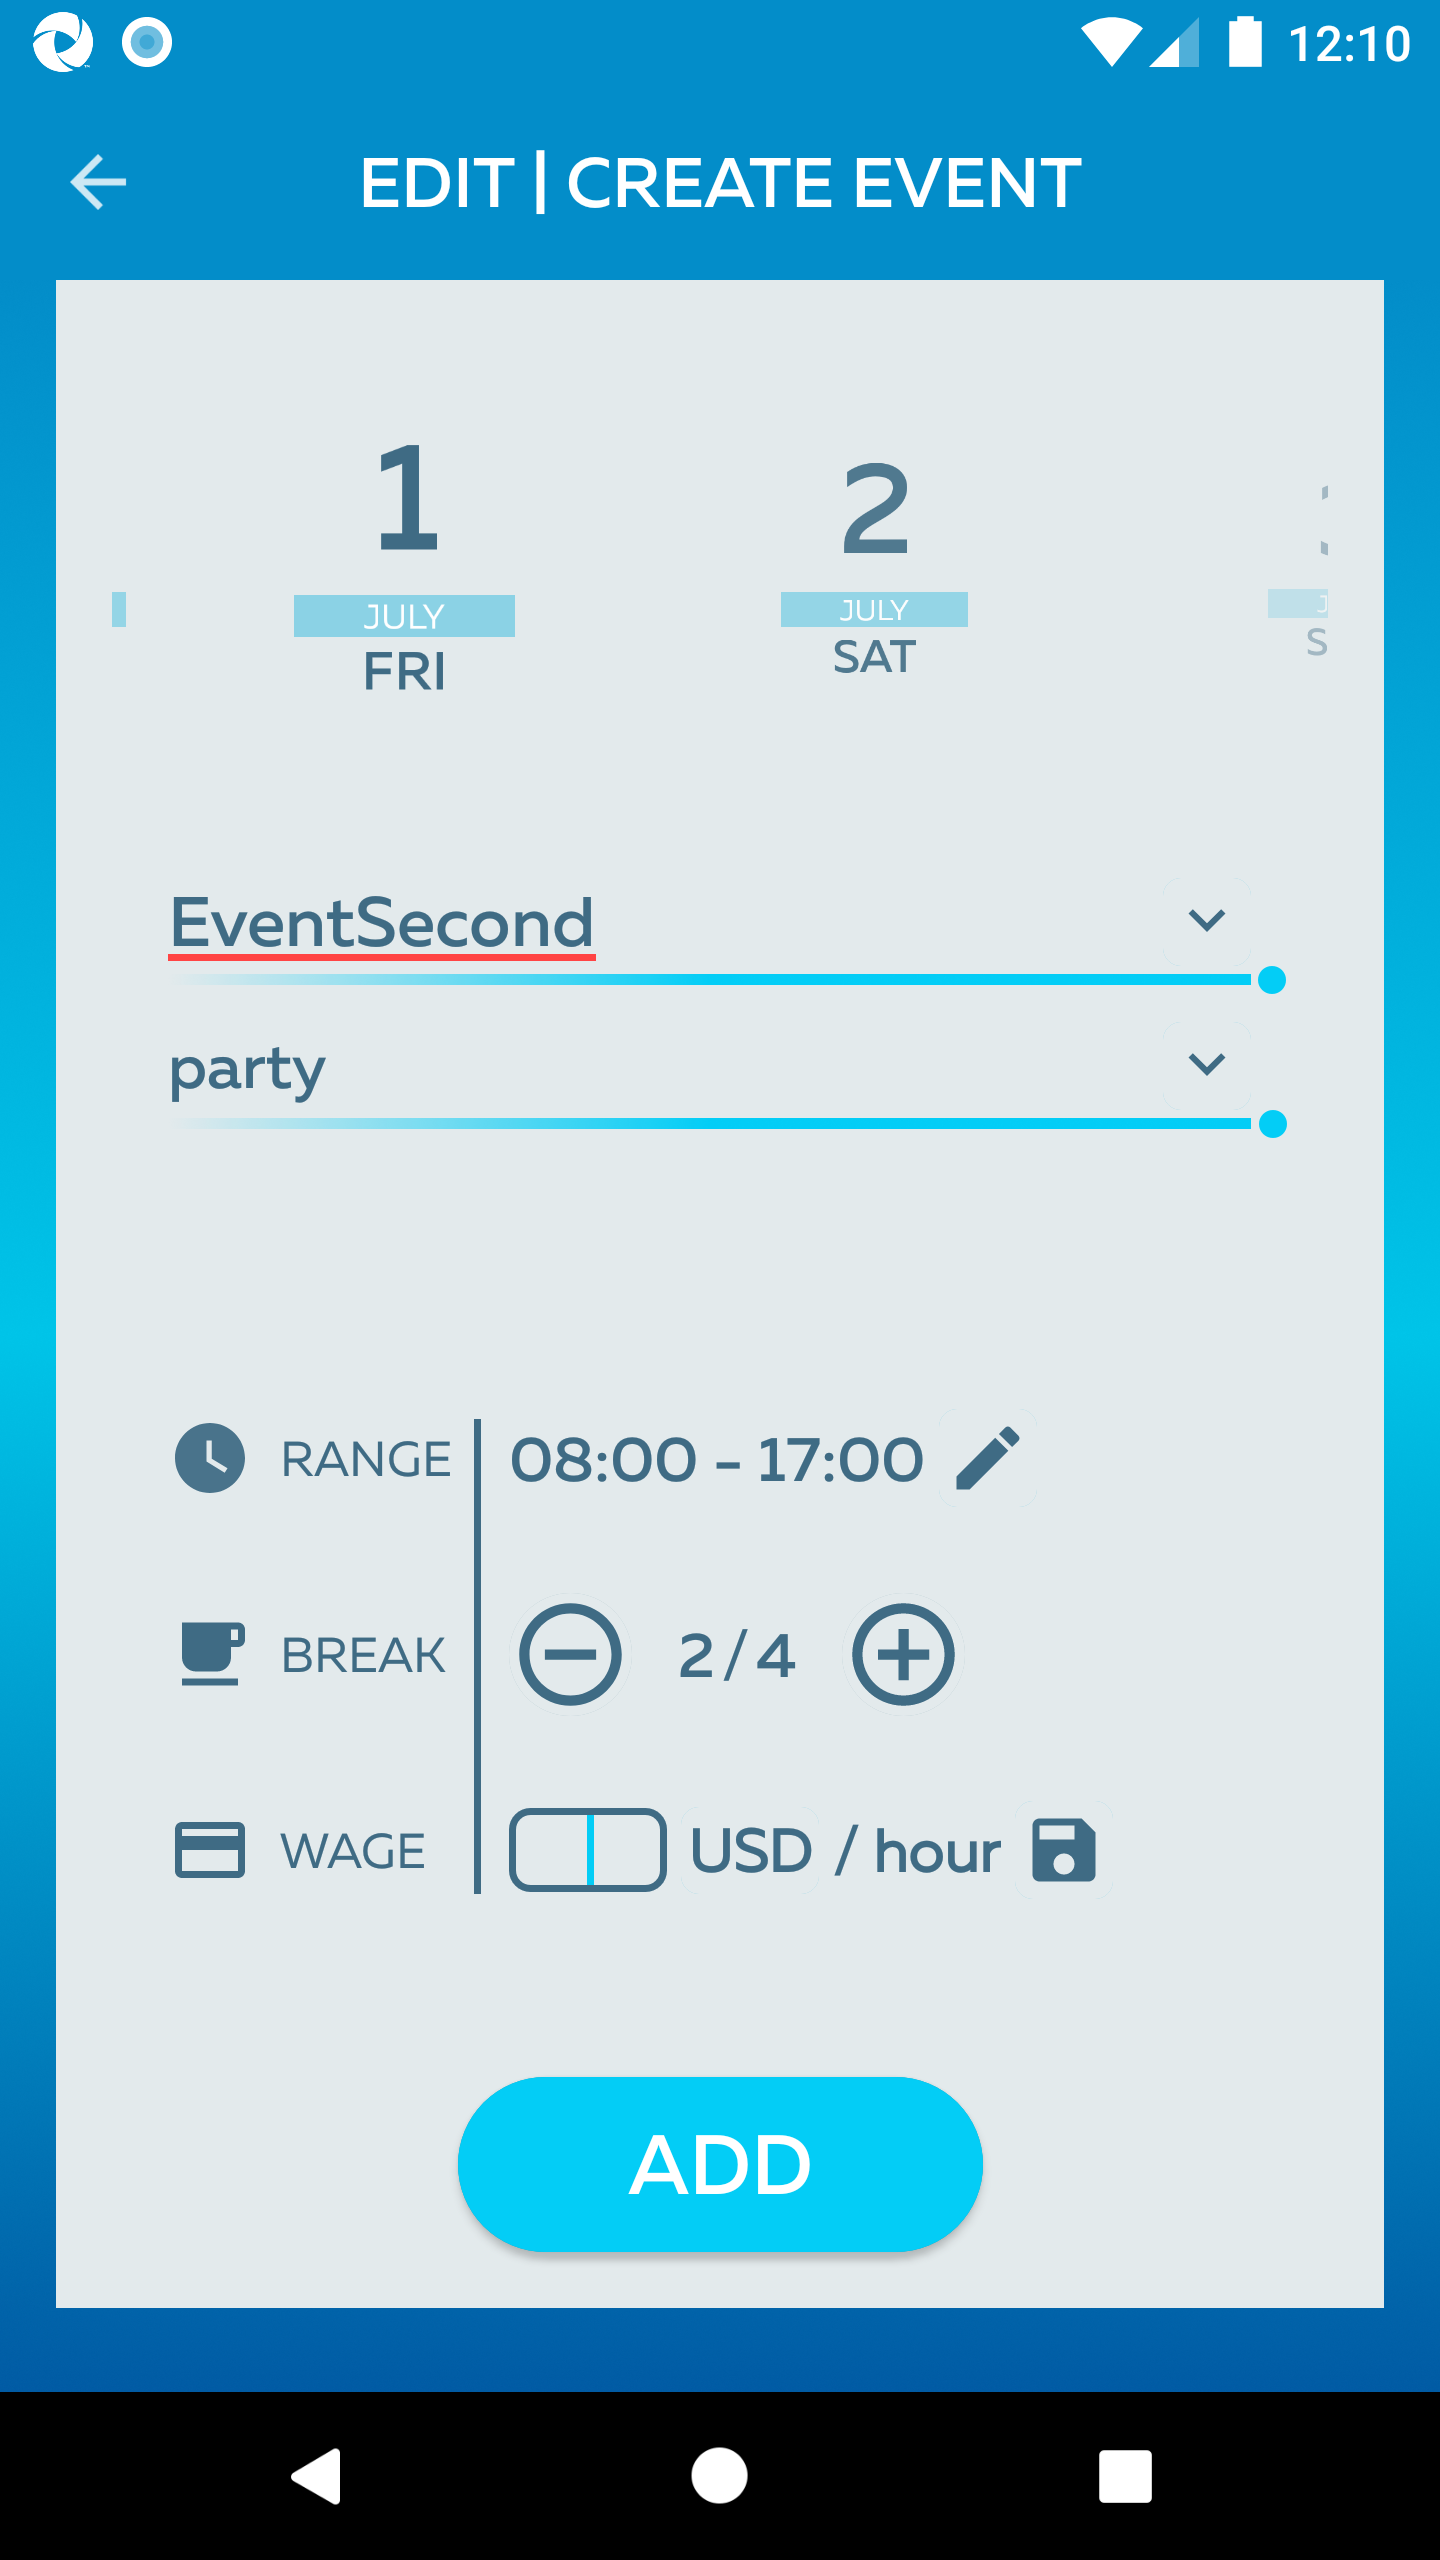 12:10
EDIT | CREATE EVENT
1
JULY
FRI
2
JULY
SAT
J
S
EventSecond
party
RANGE 08:00 - 17:00
BREAK 2/4
WAGE USD / hour
ADD